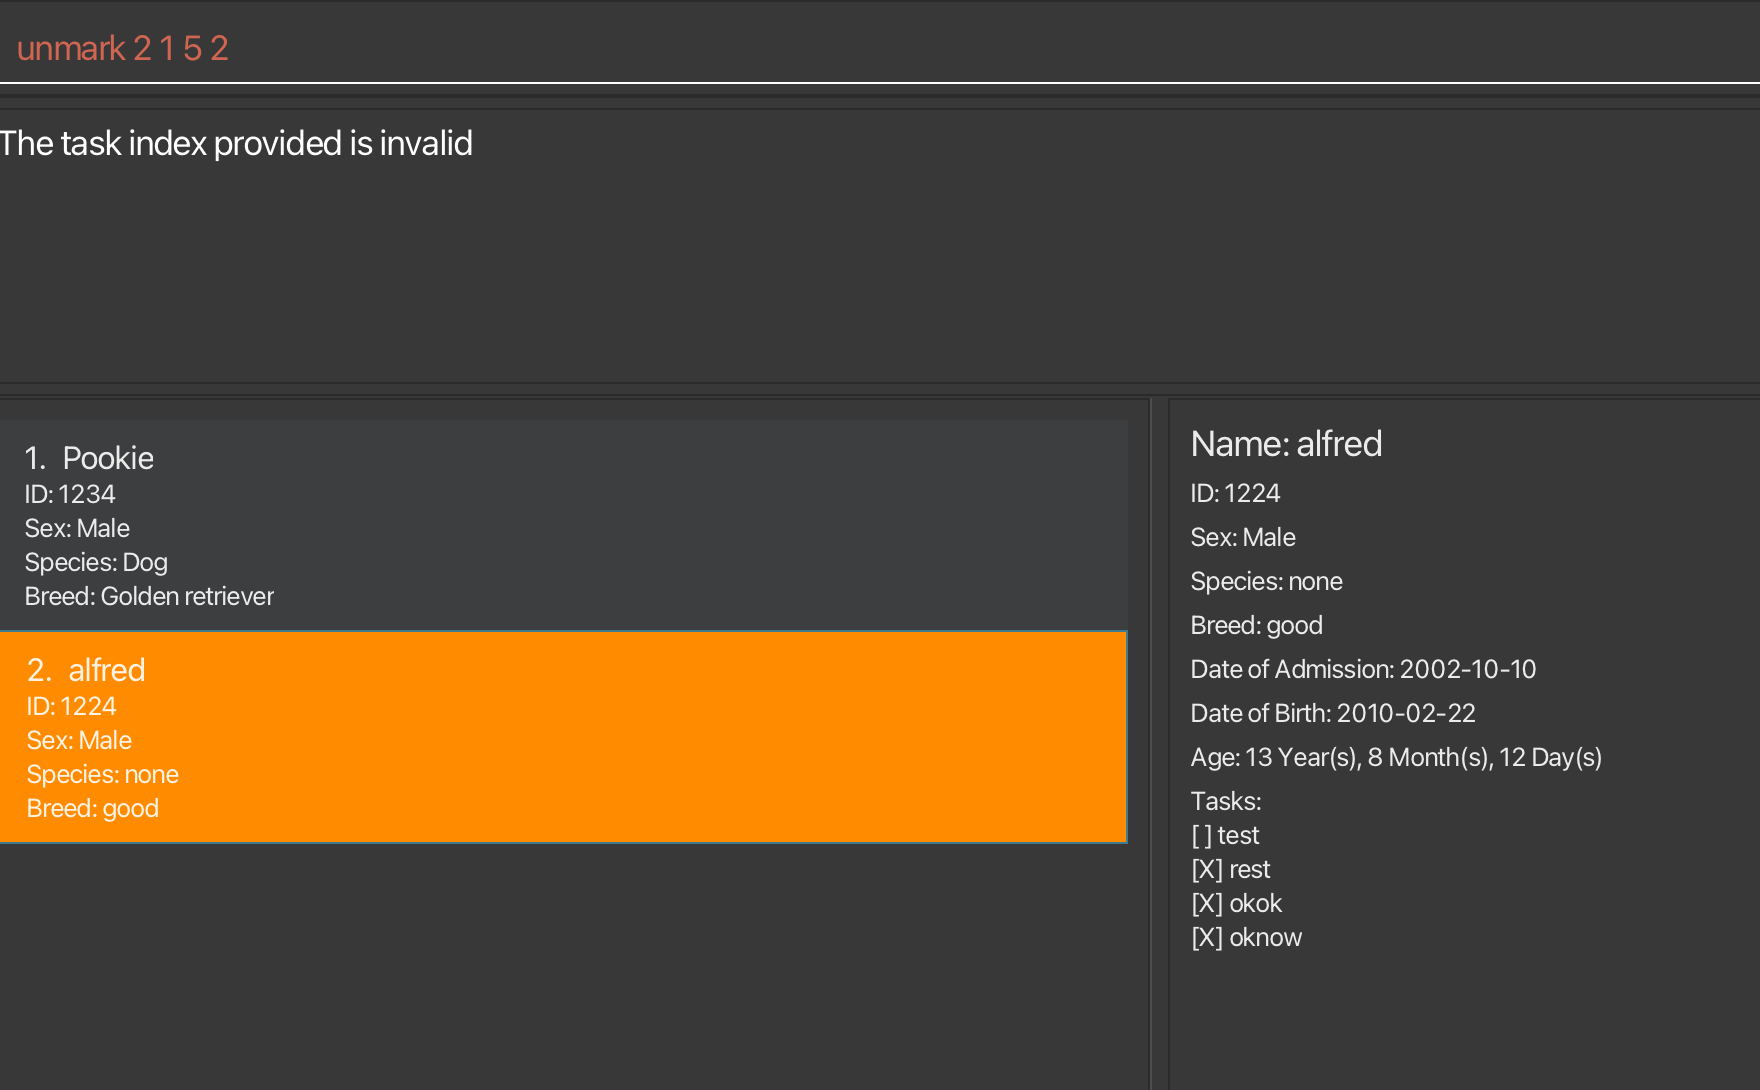 unmark 2 1 5 2
The task index provided is invalid
1. Pookie
ID: 1234
Sex: Male
Species: Dog
Breed: Golden retriever
2. alfred
ID: 1224
Sex: Male
Species: none
Breed: good
Name: alfred
ID: 1224
Sex: Male
Species: none
Breed: good
Date of Admission: 2002-10-10
Date of Birth: 2010-02-22
Age: 13 Year(s), 8 Month(s), 12 Day(s)
Tasks:
[ ] test
[X] rest
[X] okok
[X] oknow